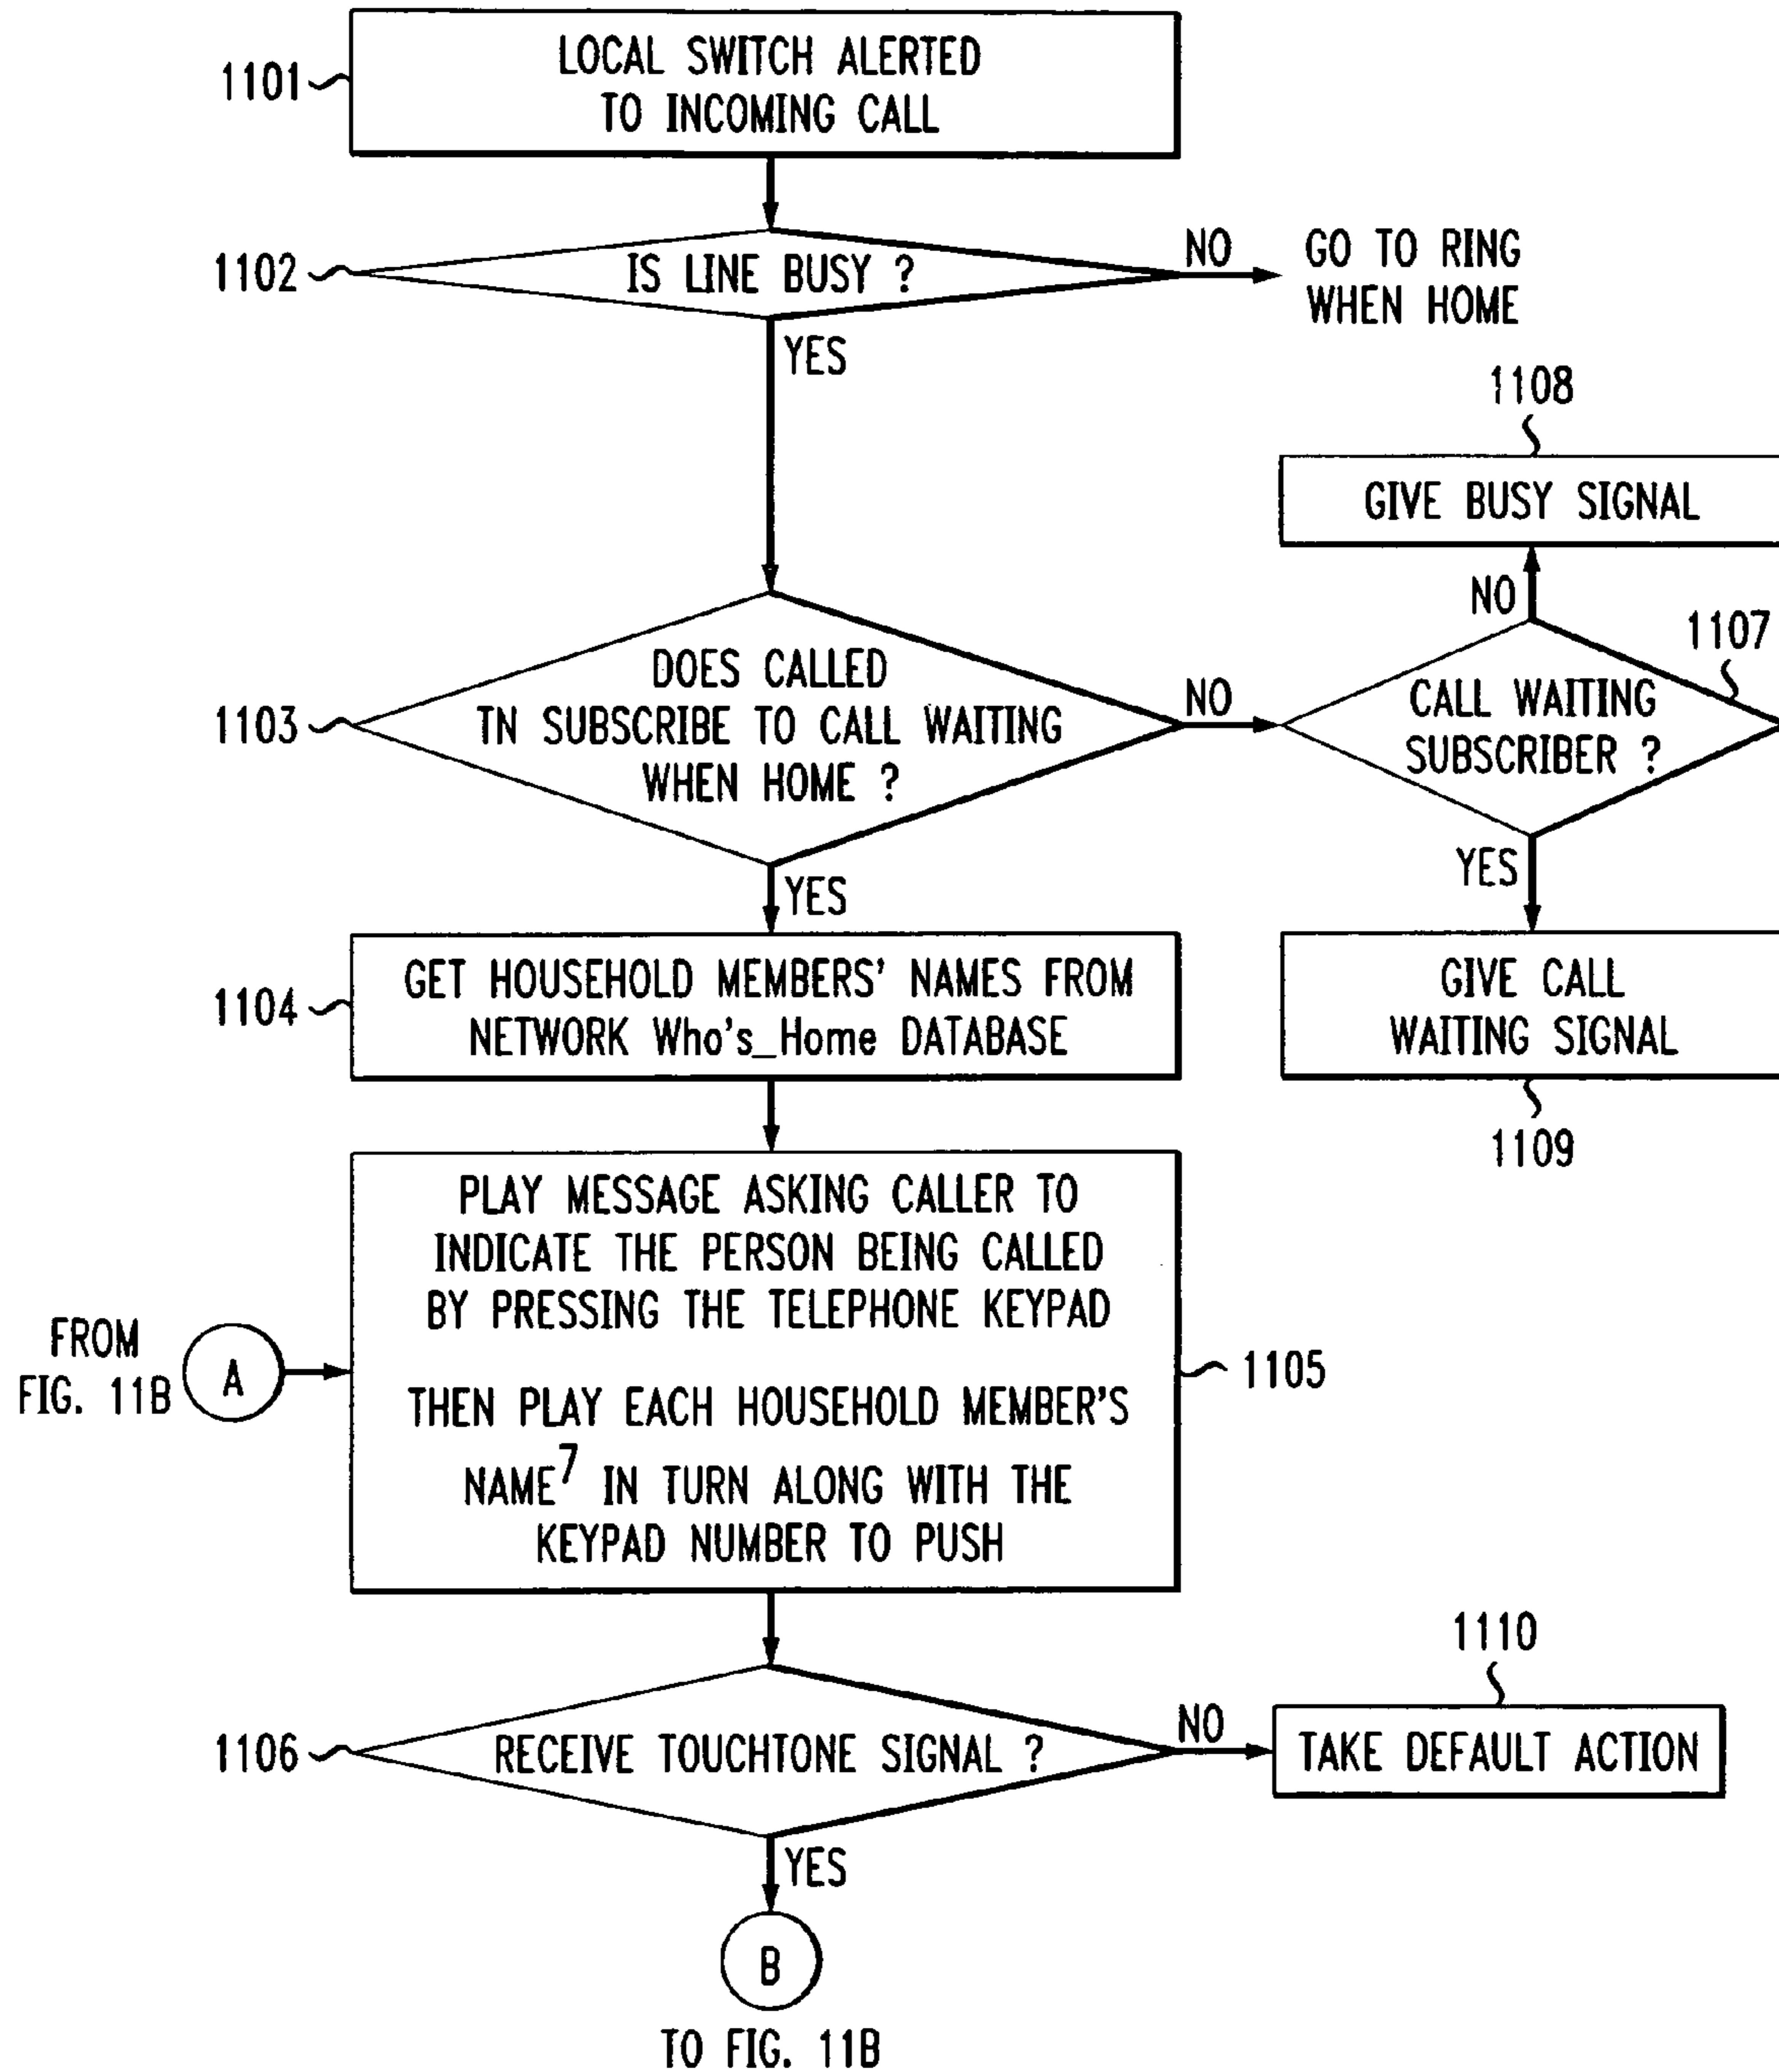 1101
LOCAL SWITCH ALERTED
TO INCOMING CALL
1102
IS LINE BUSY ?
NO
GO TO RING
WHEN HOME
YES
1108
GIVE BUSY SIGNAL
NO
1107
1103
DOES CALLED
TN SUBSCRIBE TO CALL WAITING
WHEN HOME ?
NO
CALL WAITING
SUBSCRIBER ?
YES
YES
1104
GET HOUSEHOLD MEMBERS' NAMES FROM
NETWORK Who's_Home DATABASE
GIVE CALL
WAITING SIGNAL
1109
PLAY MESSAGE ASKING CALLER TO
INDICATE THE PERSON BEING CALLED
BY PRESSING THE TELEPHONE KEYPAD
FROM
FIG. 11B
A
1105
THEN PLAY EACH HOUSEHOLD MEMBER'S
NAME7 IN TURN ALONG WITH THE
KEYPAD NUMBER TO PUSH
1110
1106
RECEIVE TOUCHTONE SIGNAL ?
NO
TAKE DEFAULT ACTION
YES
B
TO FIG. 11B